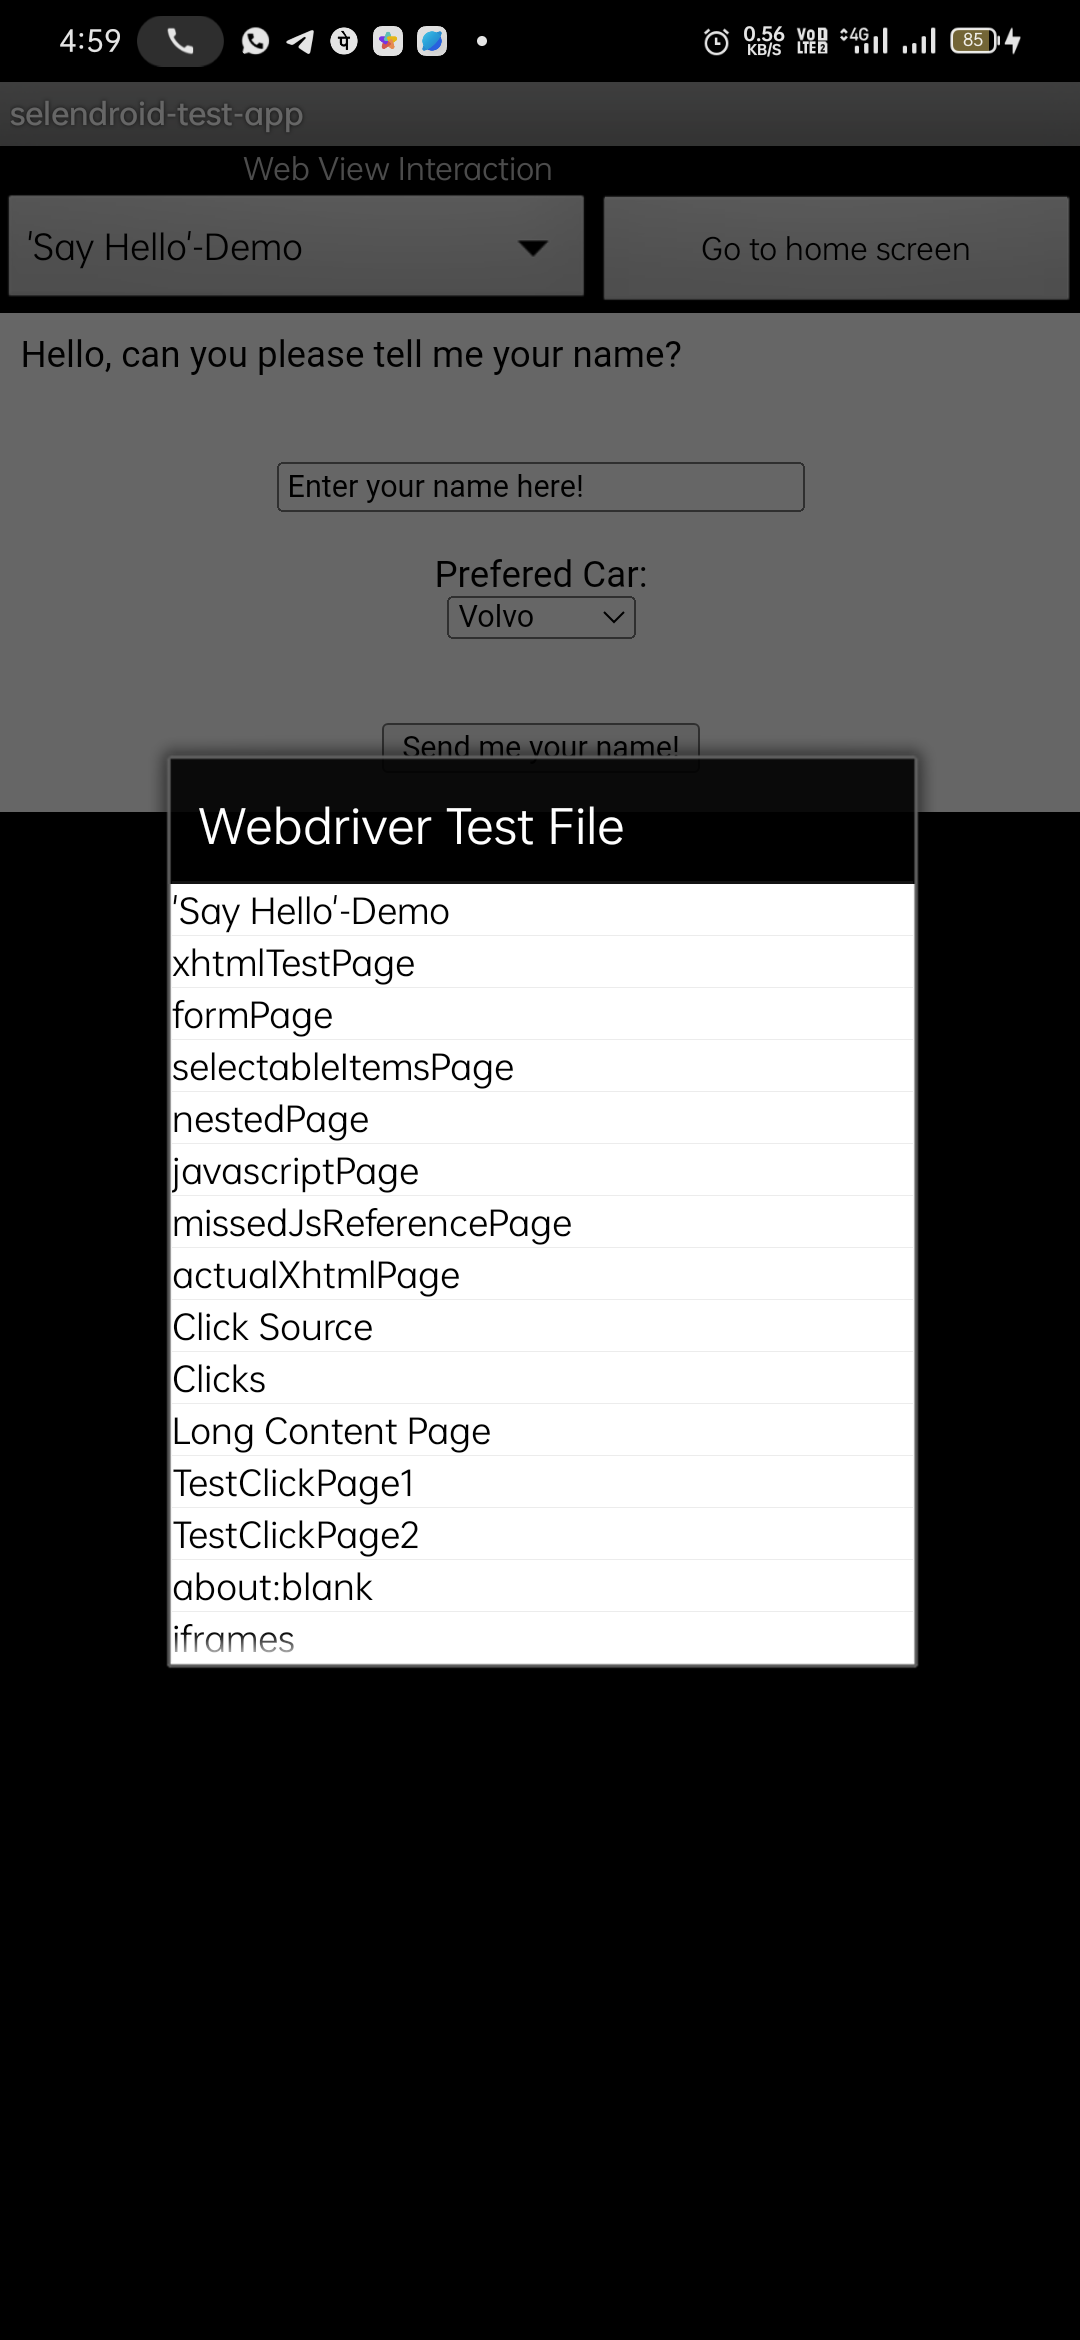 4:59 पे 0.56 KB/S VoD LTE2 4G 85
selendroid-test-app
Web View Interaction
'Say Hello'-Demo
Go to home screen
Hello, can you please tell me your name?
Enter your name here!
Prefered Car:
Volvo
Send me your name!
Webdriver Test File
'Say Hello'-Demo
xhtmlTestPage
formPage
selectableItemsPage
nestedPage
javascriptPage
missedJsReferencePage
actualXhtmlPage
Click Source
Clicks
Long Content Page
TestClickPage1
TestClickPage2
about:blank
iframes